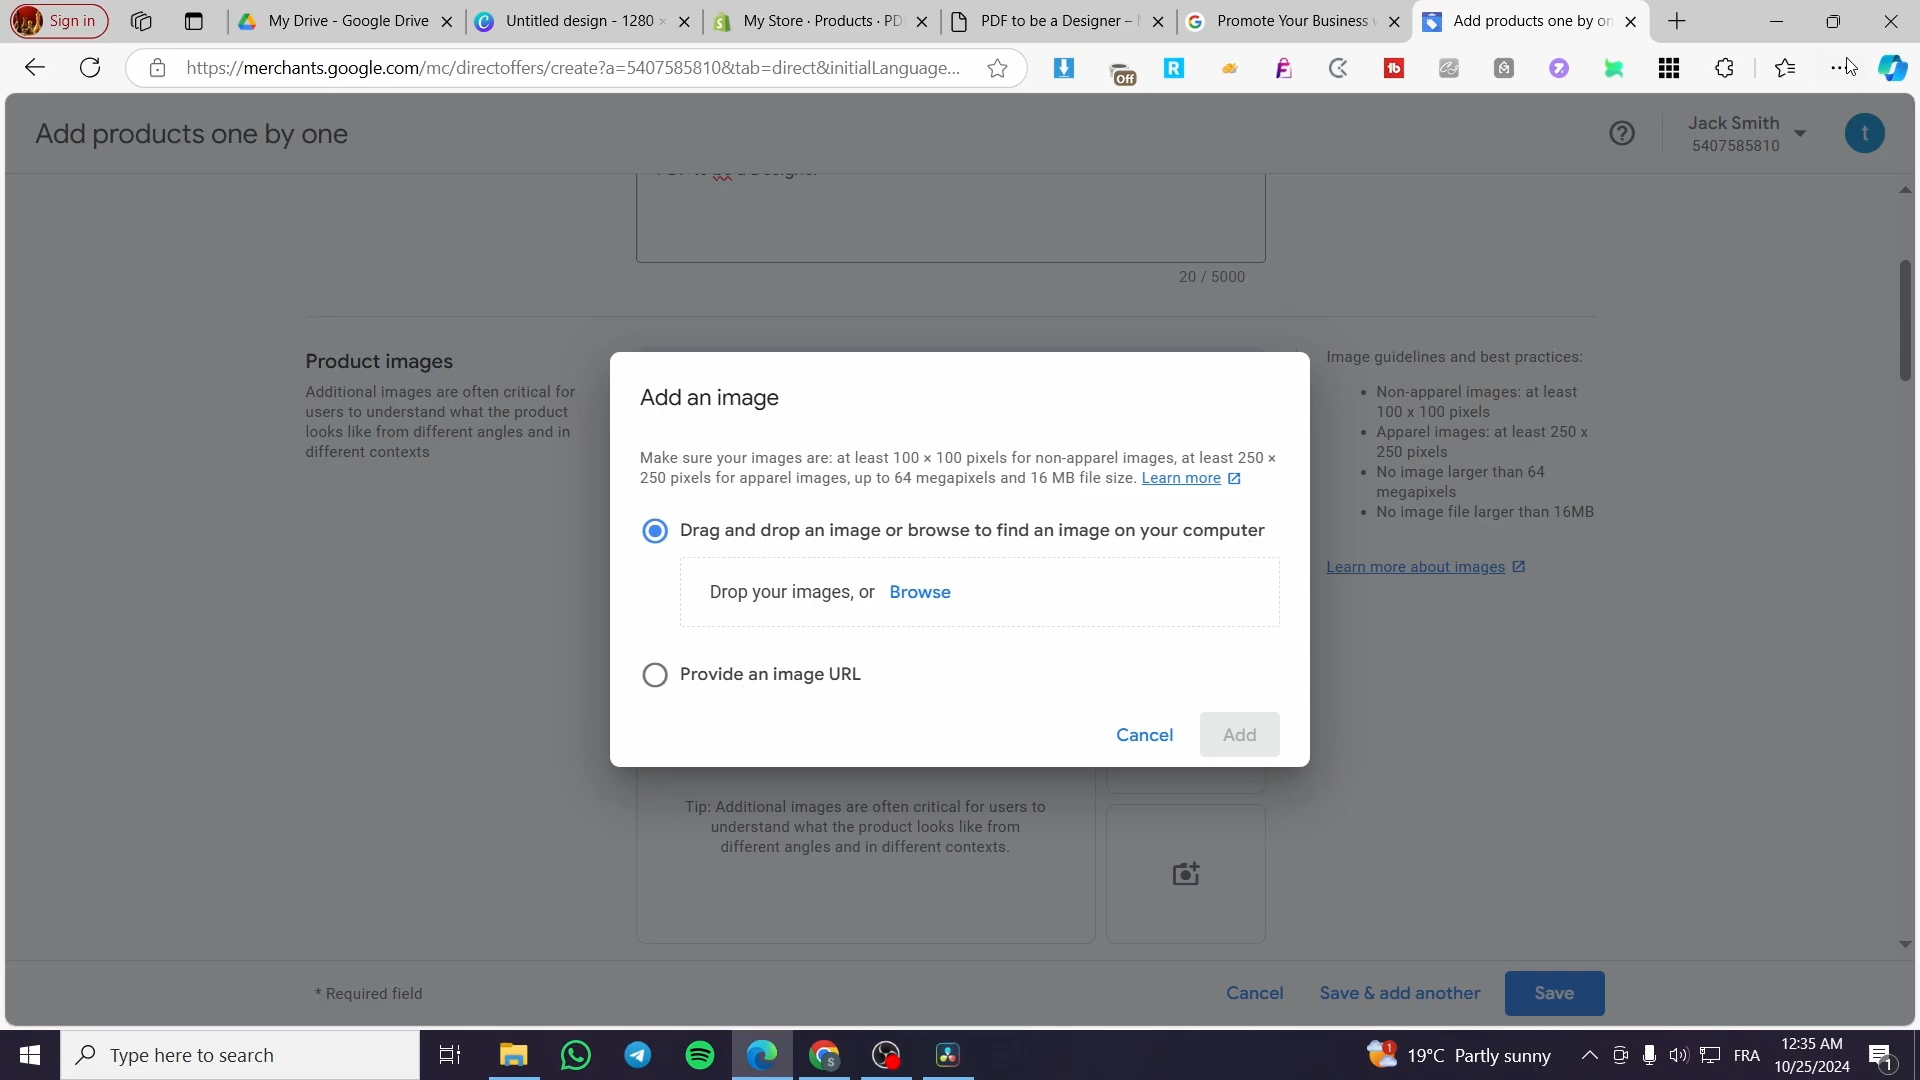 Sign in
My Drive - Google Drive
Untitled design - 1280
My Store · Products · PD
PDF to be a Designer –
Promote Your Business
Add products one by on
https://merchants.google.com/mc/directoffers/create?a=5407585810&tab=direct&initialLanguage...
Off
Add products one by one
Jack Smith
5407585810
t
PDF to be a Designer
20 / 5000
Product images
Additional images are often critical for
users to understand what the product
looks like from different angles and in
different contexts
Image guidelines and best practices:
• Non-apparel images: at least
100 x 100 pixels
• Apparel images: at least 250 x
250 pixels
• No image larger than 64
megapixels
• No image file larger than 16MB
Learn more about images
Add an image
Make sure your images are: at least 100 × 100 pixels for non-apparel images, at least 250 ×
250 pixels for apparel images, up to 64 megapixels and 16 MB file size. Learn more
Drag and drop an image or browse to find an image on your computer
Drop your images, or Browse
Provide an image URL
Cancel
Add
Tip: Additional images are often critical for users to
understand what the product looks like from
different angles and in different contexts.
* Required field
Cancel
Save & add another
Save
Type here to search
19°C Partly sunny
FRA
12:35 AM
10/25/2024
1